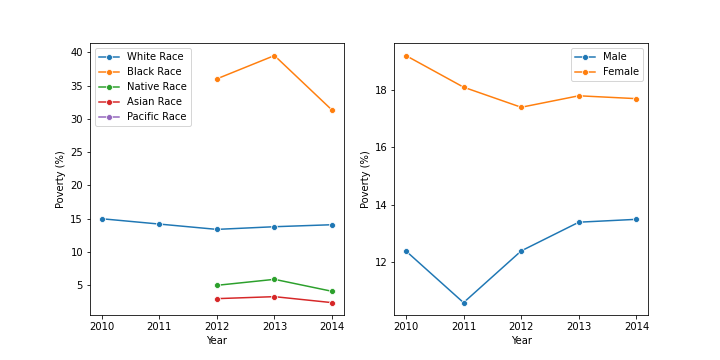 White Race
Black Race
Native Race
Asian Race
Pacific Race
Poverty (%)
40
35
30
25
20
15
10
5
2010 2011 2012 2013 2014
Year
Male
Female
Poverty (%)
18
16
14
12
2010 2011 2012 2013 2014
Year